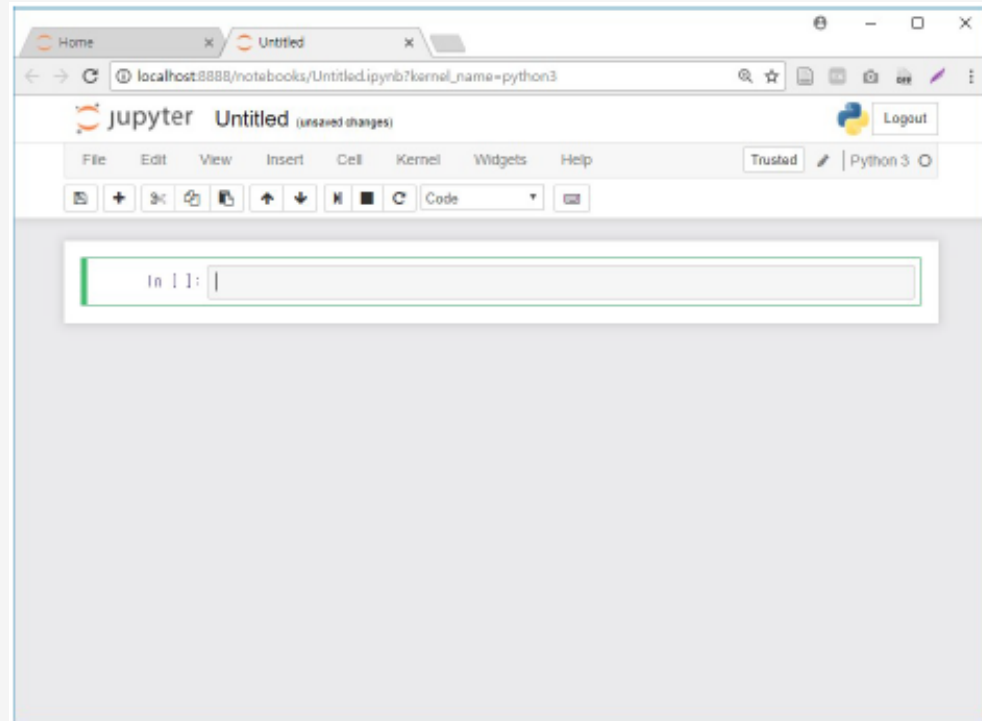 Home Untitled
localhost:8888/notebooks/Untitled.ipynb?kernel_name=python3
jupyter Untitled (unsaved changes) Logout
File Edit View Insert Cell Kernel Widgets Help Trusted Python 3
Code
In [ ]: